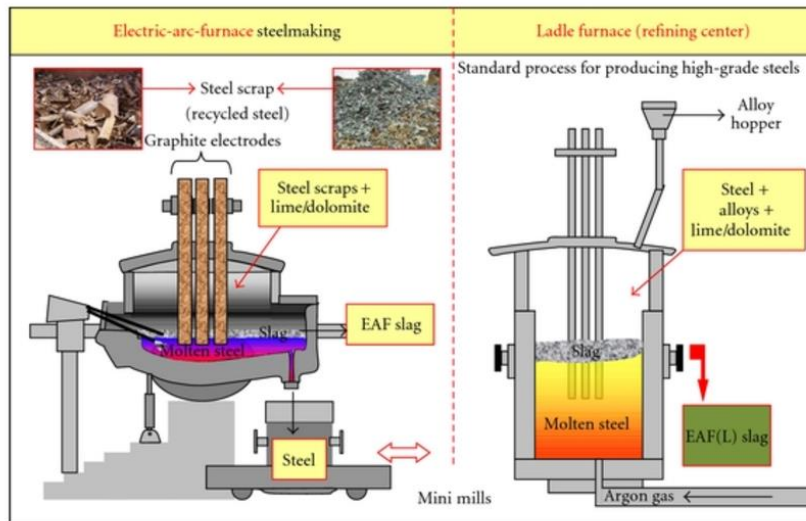 Electric-arc-furnace steelmaking
Ladle furnace (refining center)
Steel scrap
(recycled steel)
Graphite electrodes
Steel scraps +
lime/dolomite
Slag
EAF slag
Molten steel
Steel
Mini mills
Standard process for producing high-grade steels
Alloy
hopper
Steel +
alloys +
lime/dolomite
Slag
Molten steel
EAF(L) slag
Argon gas